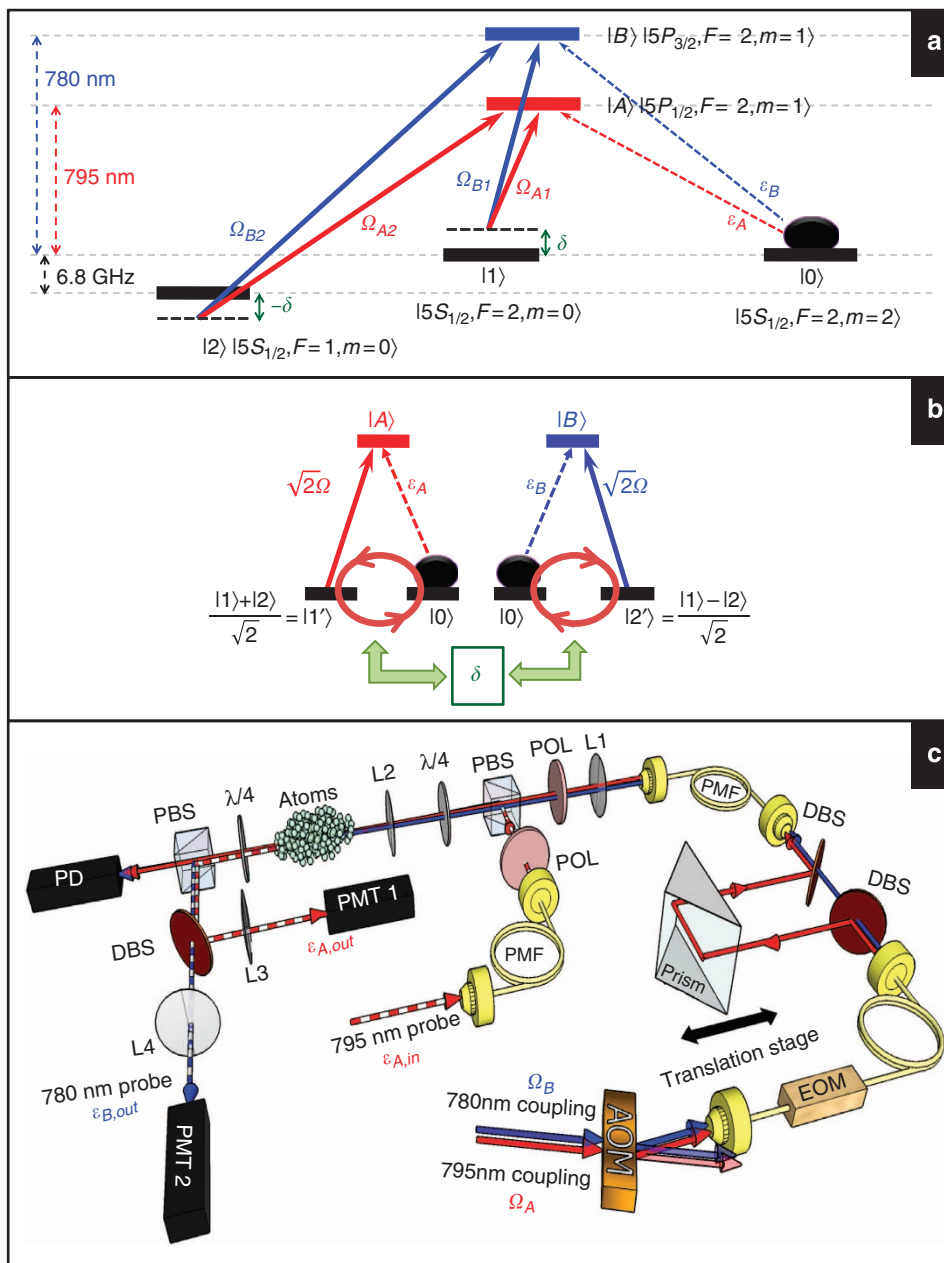 a
|B⟩ |5P3/2, F= 2, m= 1⟩
780 nm
|A⟩ |5P1/2, F= 2, m= 1⟩
795 nm
ΩB2
ΩA2
ΩB1
ΩA1
εB
εA
δ
6.8 GHz
|1⟩
|0⟩
−δ
|5S1/2, F= 2, m= 0⟩
|5S1/2, F= 2, m= 2⟩
|2⟩ |5S1/2, F= 1, m= 0⟩
b
|A⟩
|B⟩
√2Ω
εA
εB
√2Ω
|1⟩+|2⟩/√2 = |1′⟩
|0⟩
|0⟩
|2′⟩ = |1⟩−|2⟩/√2
δ
c
PBS
λ/4
Atoms
L2
λ/4
PBS
POL
L1
PMF
DBS
PD
POL
DBS
DBS
PMT 1
εA,out
L3
PMF
Prism
795 nm probe
εA,in
Translation stage
L4
780 nm probe
εB,out
PMT 2
ΩB
780nm coupling
AOM
EOM
795nm coupling
ΩA